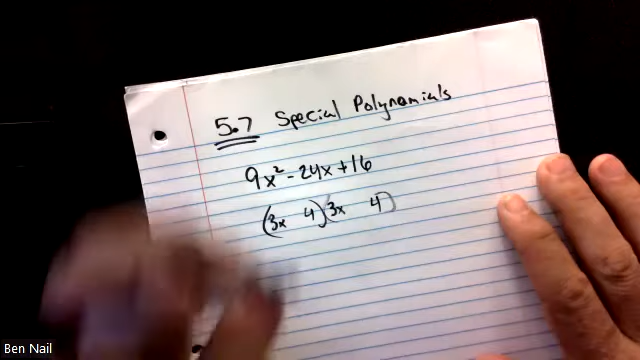 5.7 Special Polynomials
9x² - 24x + 16
(3x 4)(3x 4)
Ben Nail